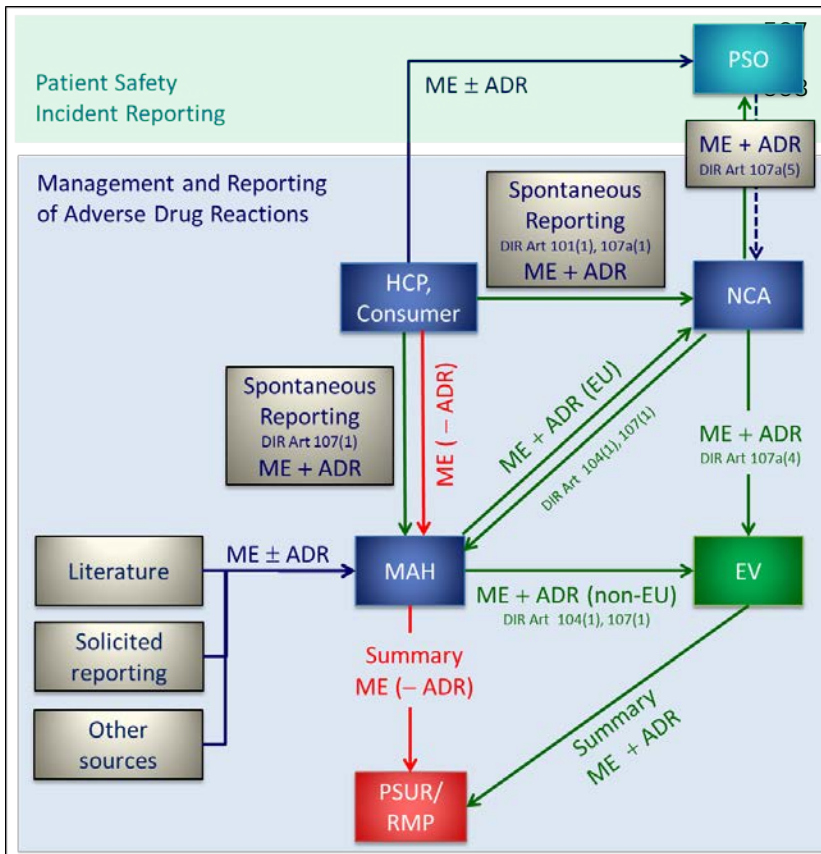 Patient Safety
Incident Reporting
ME ± ADR
PSO
ME + ADR
DIR Art 107a(5)
Management and Reporting
of Adverse Drug Reactions
Spontaneous
Reporting
DIR Art 101(1), 107a(1)
ME + ADR
HCP,
Consumer
NCA
Spontaneous
Reporting
DIR Art 107(1)
ME + ADR
ME (– ADR)
ME + ADR (EU)
DIR Art 104(1), 107(1)
ME + ADR
DIR Art 107a(4)
Literature
ME ± ADR
MAH
ME + ADR (non-EU)
DIR Art 104(1), 107(1)
EV
Solicited
reporting
Summary
ME (– ADR)
Other
sources
Summary
ME + ADR
PSUR/
RMP